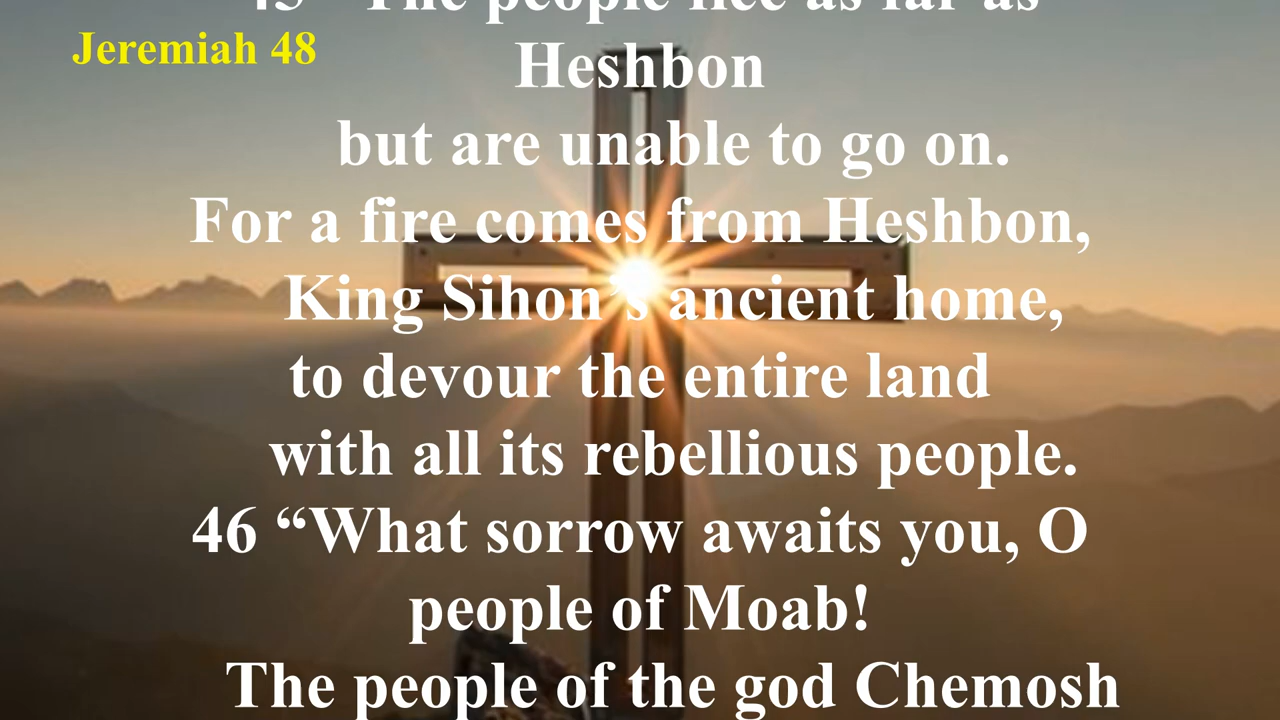 45 “The people flee as far as
Jeremiah 48
Heshbon
but are unable to go on.
For a fire comes from Heshbon,
King Sihon’s ancient home,
to devour the entire land
with all its rebellious people.
46 “What sorrow awaits you, O
people of Moab!
The people of the god Chemosh